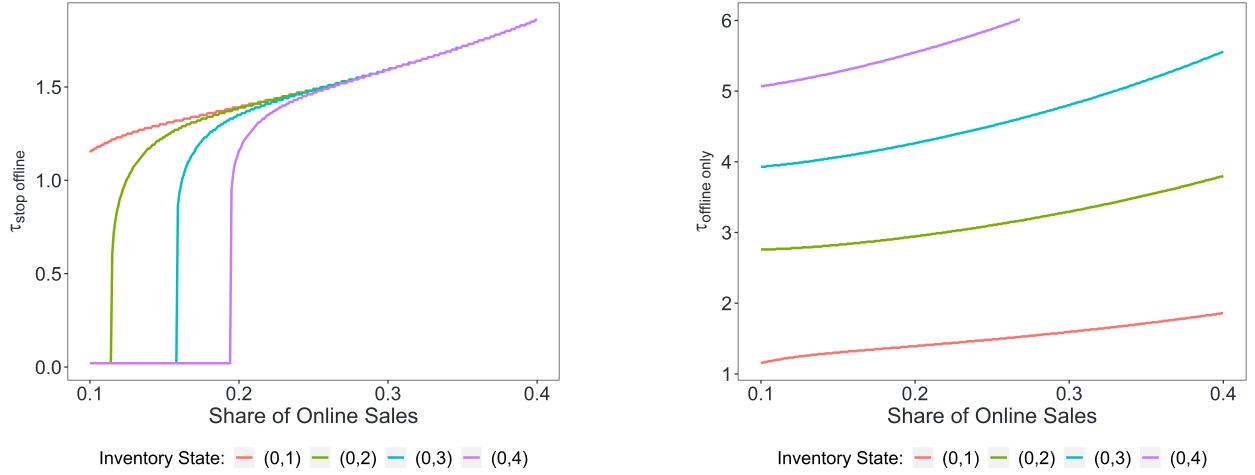 τstop offline
1.5
1.0
0.5
0.0
0.1 0.2 0.3 0.4
Share of Online Sales
Inventory State: (0,1) (0,2) (0,3) (0,4)
τoffline only
6
5
4
3
2
1
0.1 0.2 0.3 0.4
Share of Online Sales
Inventory State: (0,1) (0,2) (0,3) (0,4)